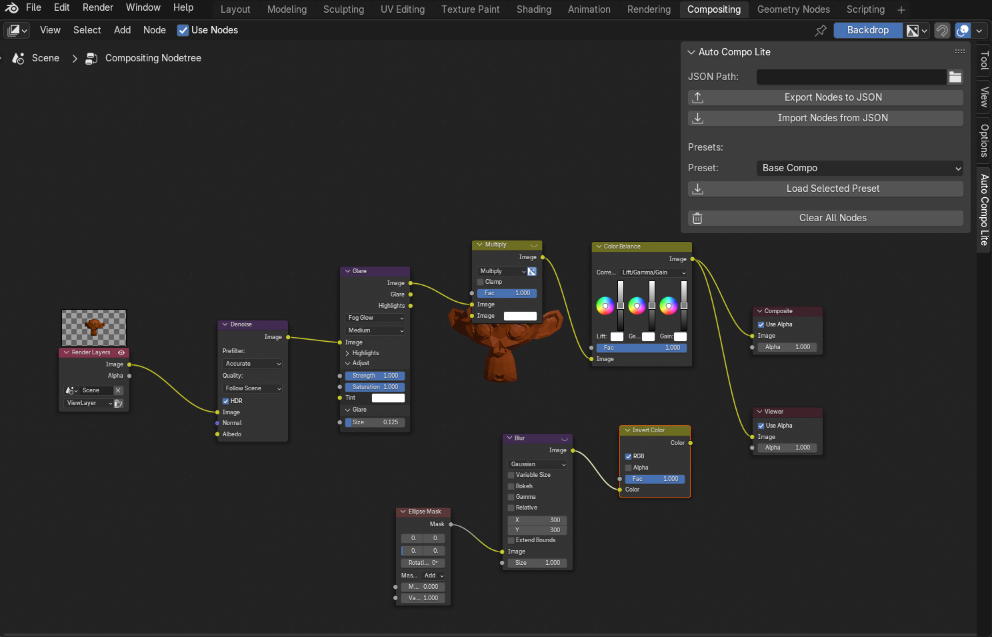 File Edit Render Window Help Layout Modeling Sculpting UV Editing Texture Paint Shading Animation Rendering Compositing Geometry Nodes Scripting +
View Select Add Node Use Nodes Backdrop
Scene > Compositing Nodetree
Auto Compo Lite
JSON Path:
Export Nodes to JSON
Import Nodes from JSON
Presets:
Preset: Base Compo
Load Selected Preset
Clear All Nodes
Tool
View
Options
Auto Compo Lite
Render Layers
Image
Alpha
Scene
ViewLayer
Denoise
Image
Prefilter:
Accurate
Quality:
Follow Scene
HDR
Image
Normal
Albedo
Glare
Image
Glare
Highlights
Fog Glow
Medium
Image
Highlights
Adjust
Strength 1.000
Saturation 1.000
Tint
Glare
Size 0.125
Multiply
Image
Multiply
Clamp
Fac 1.000
Image
Image
Color Balance
Image
Corre... Lift/Gamma/Gain
Lift: Ga... Gain:
Fac 1.000
Image
Composite
Use Alpha
Image
Alpha 1.000
Viewer
Use Alpha
Image
Alpha 1.000
Ellipse Mask
Mask
0. 0.
0. 0.
Rotati... 0°
Mas... Add
M... 0.000
Va... 1.000
Blur
Image
Gaussian
Variable Size
Bokeh
Gamma
Relative
X 300
Y 300
Extend Bounds
Image
Size 1.000
Invert Color
Color
RGB
Alpha
Fac 1.000
Color